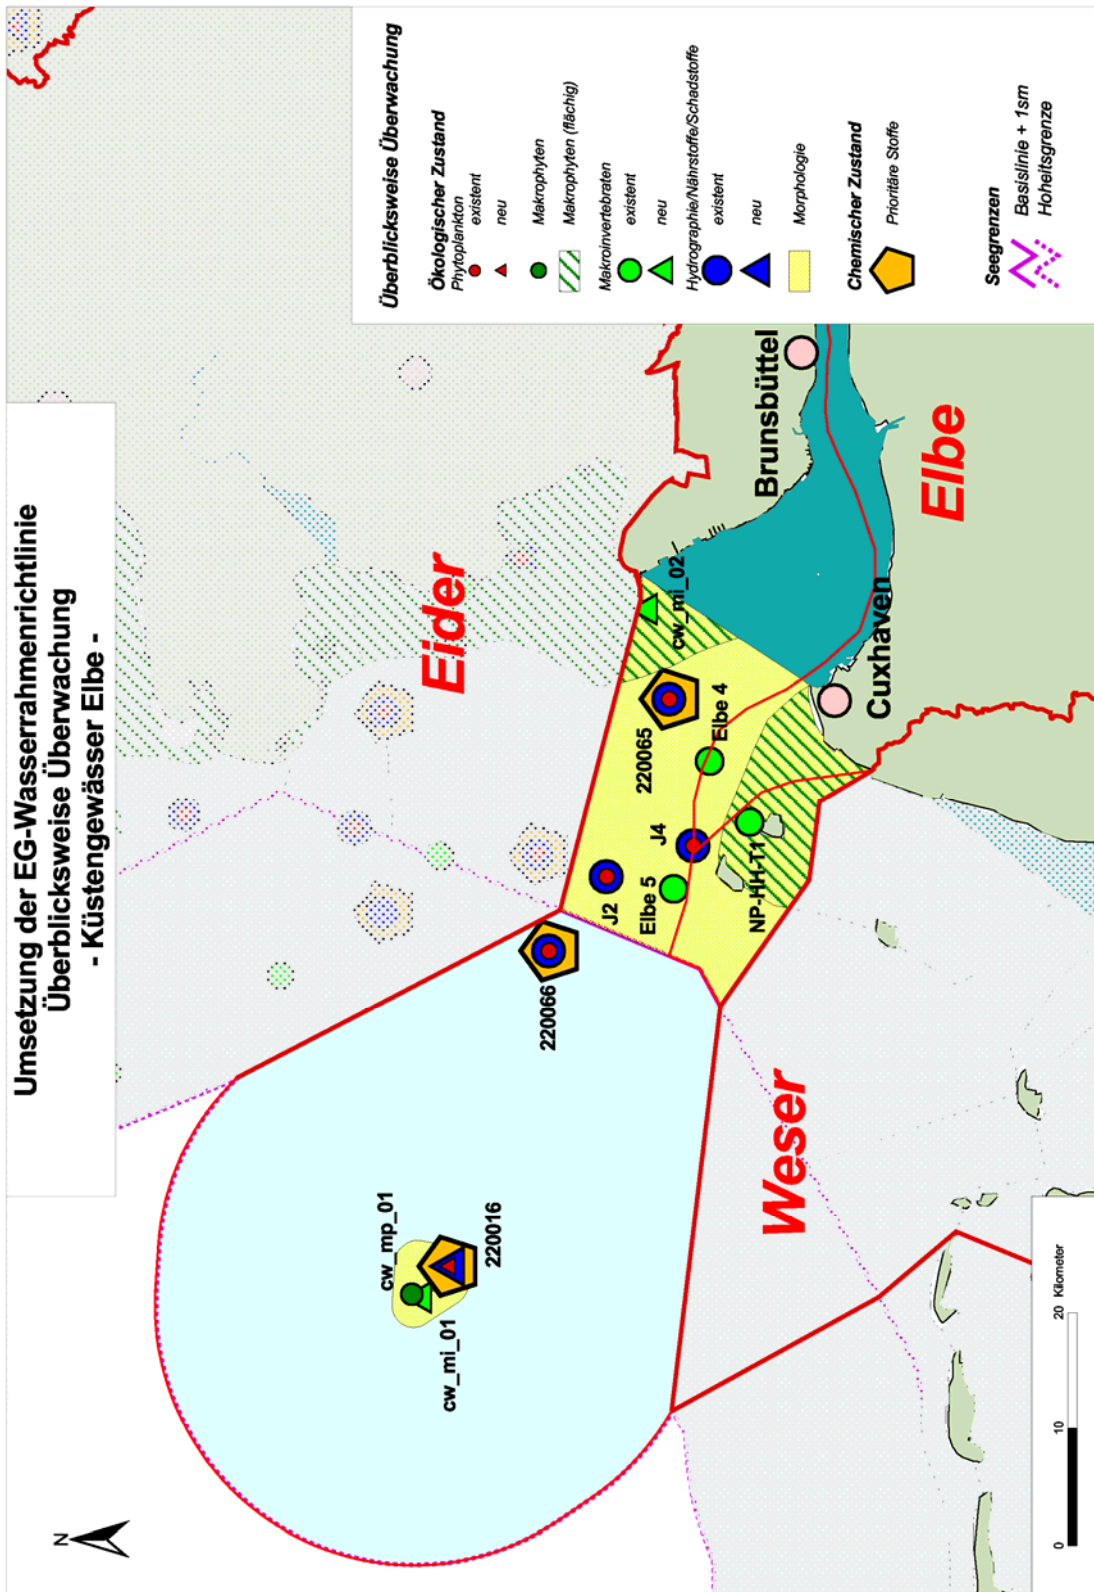 Umsetzung der EG-Wasserrahmenrichtlinie
Überblicksweise Überwachung
- Küstengewässer Elbe -
N
Eider
Weser
Elbe
Brunsbüttel
Cuxhaven
cw_mp_01
cw_mi_01
220016
220066
J2
Elbe 5
J4
NP-HH-T1
220065
Elbe 4
cw_mi_02
0 10 20 Kilometer
Überblicksweise Überwachung
Ökologischer Zustand
Phytoplankton
existent
neu
Makrophyten
Makrophyten (flächig)
Makroinvertebraten
existent
neu
Hydrographie/Nährstoffe/Schadstoffe
existent
neu
Morphologie
Chemischer Zustand
Prioritäre Stoffe
Seegrenzen
Basislinie + 1sm
Hoheitsgrenze